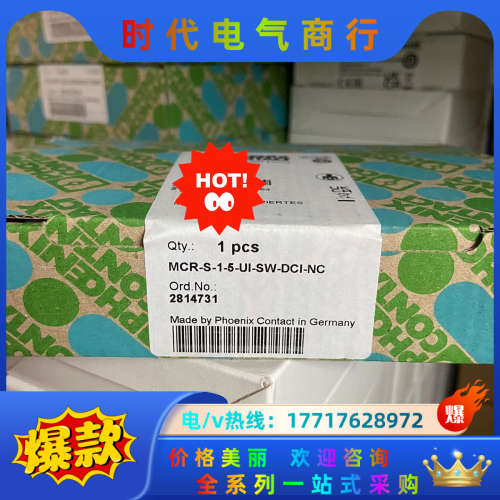 时代电气商行
HOT!
IERTES
Qty.: 1 pcs
MCR-S-1-5-UI-SW-DCI-NC
Ord.No.:
2814731
Made by Phoenix Contact in Germany
爆款
电/v热线：17717628972
爆
价格美丽 欢迎咨询
全系列一站式采购